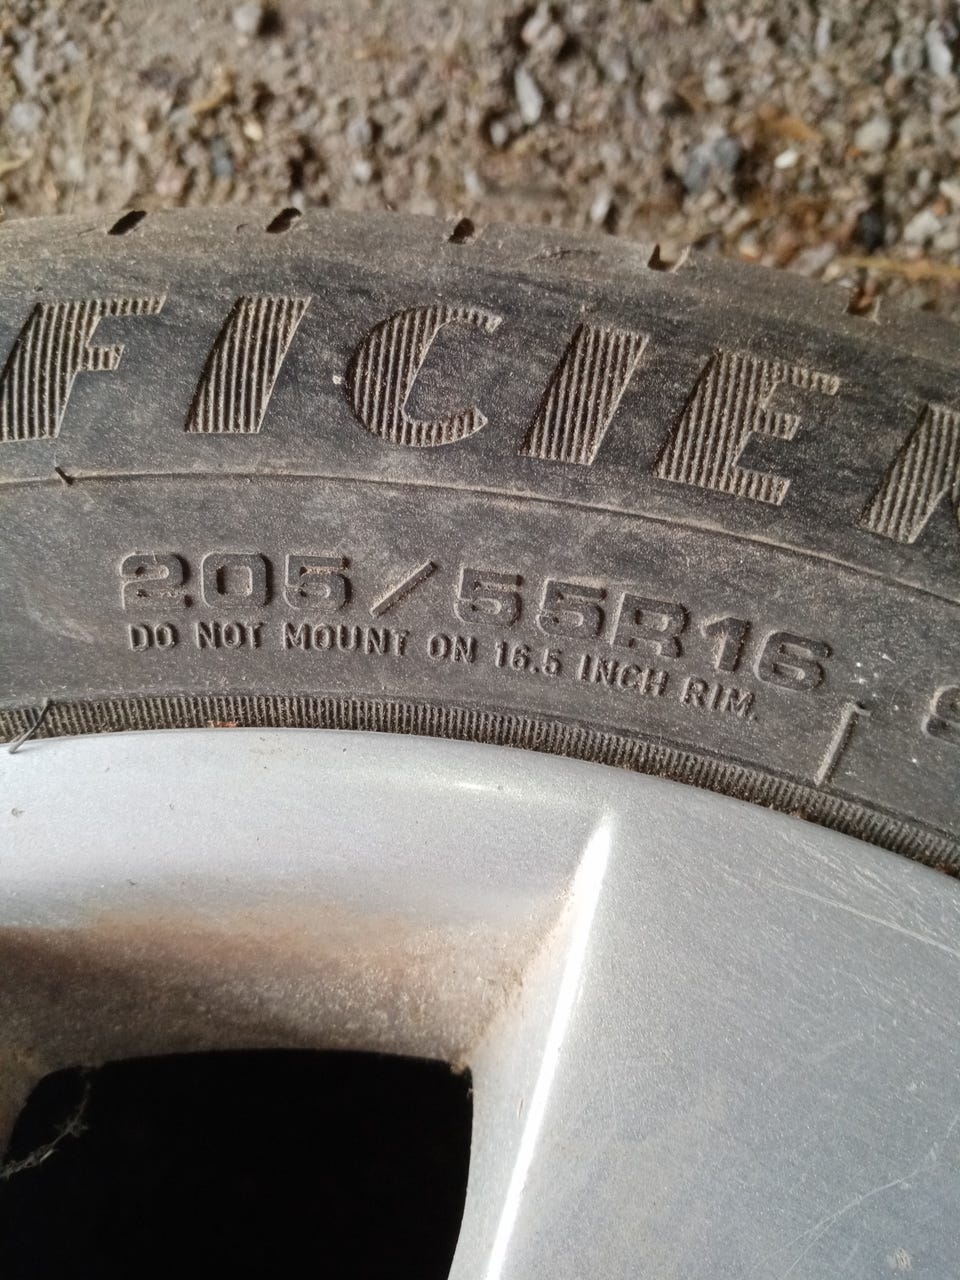 FICIEN
205/55R16
DO NOT MOUNT ON 16.5 INCH RIM.